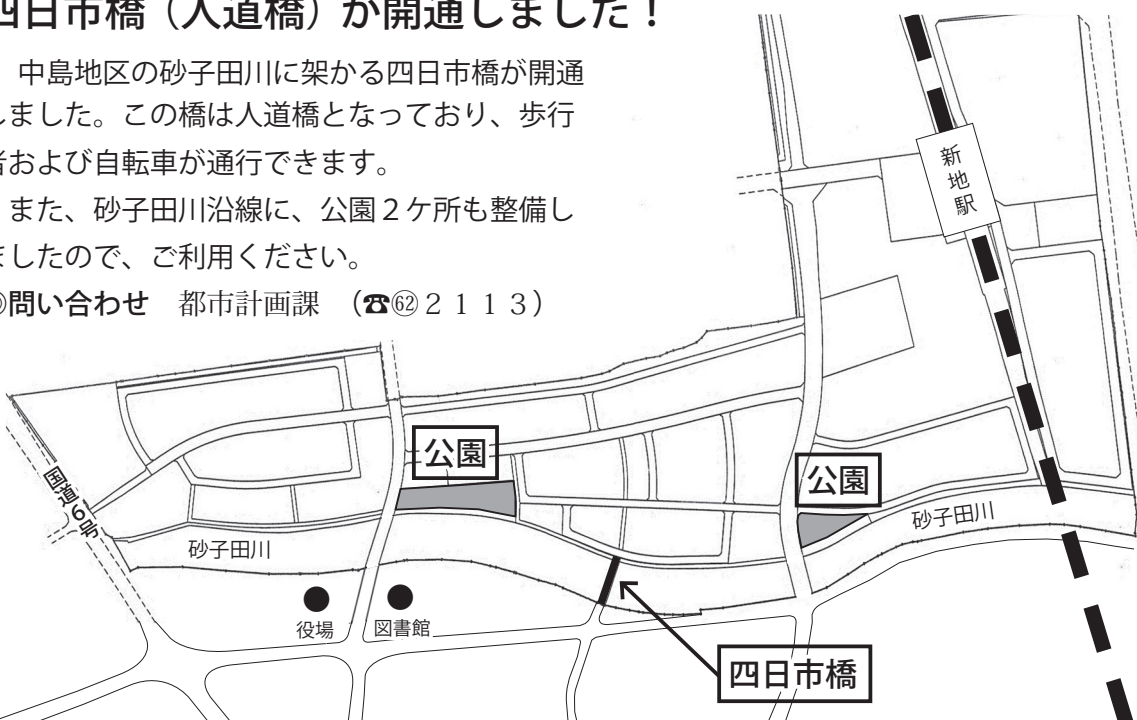 四日市橋（人道橋）が開通しました！
中島地区の砂子田川に架かる四日市橋が開通
しました。この橋は人道橋となっており、歩行
者および自転車が通行できます。
また、砂子田川沿線に、公園２ケ所も整備し
ましたので、ご利用ください。
◎問い合わせ　都市計画課　（☎㉂２１１３）
新地駅
公園
公園
国道６号
砂子田川
砂子田川
役場
図書館
四日市橋